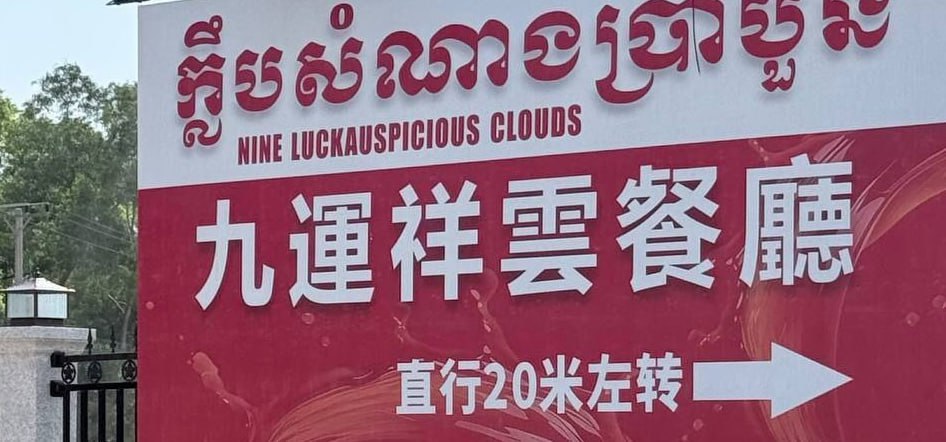 ក្លឹបសំណាងប្រាំបួន
NINE LUCKAUSPICIOUS CLOUDS
九運祥雲餐廳
直行20米左转